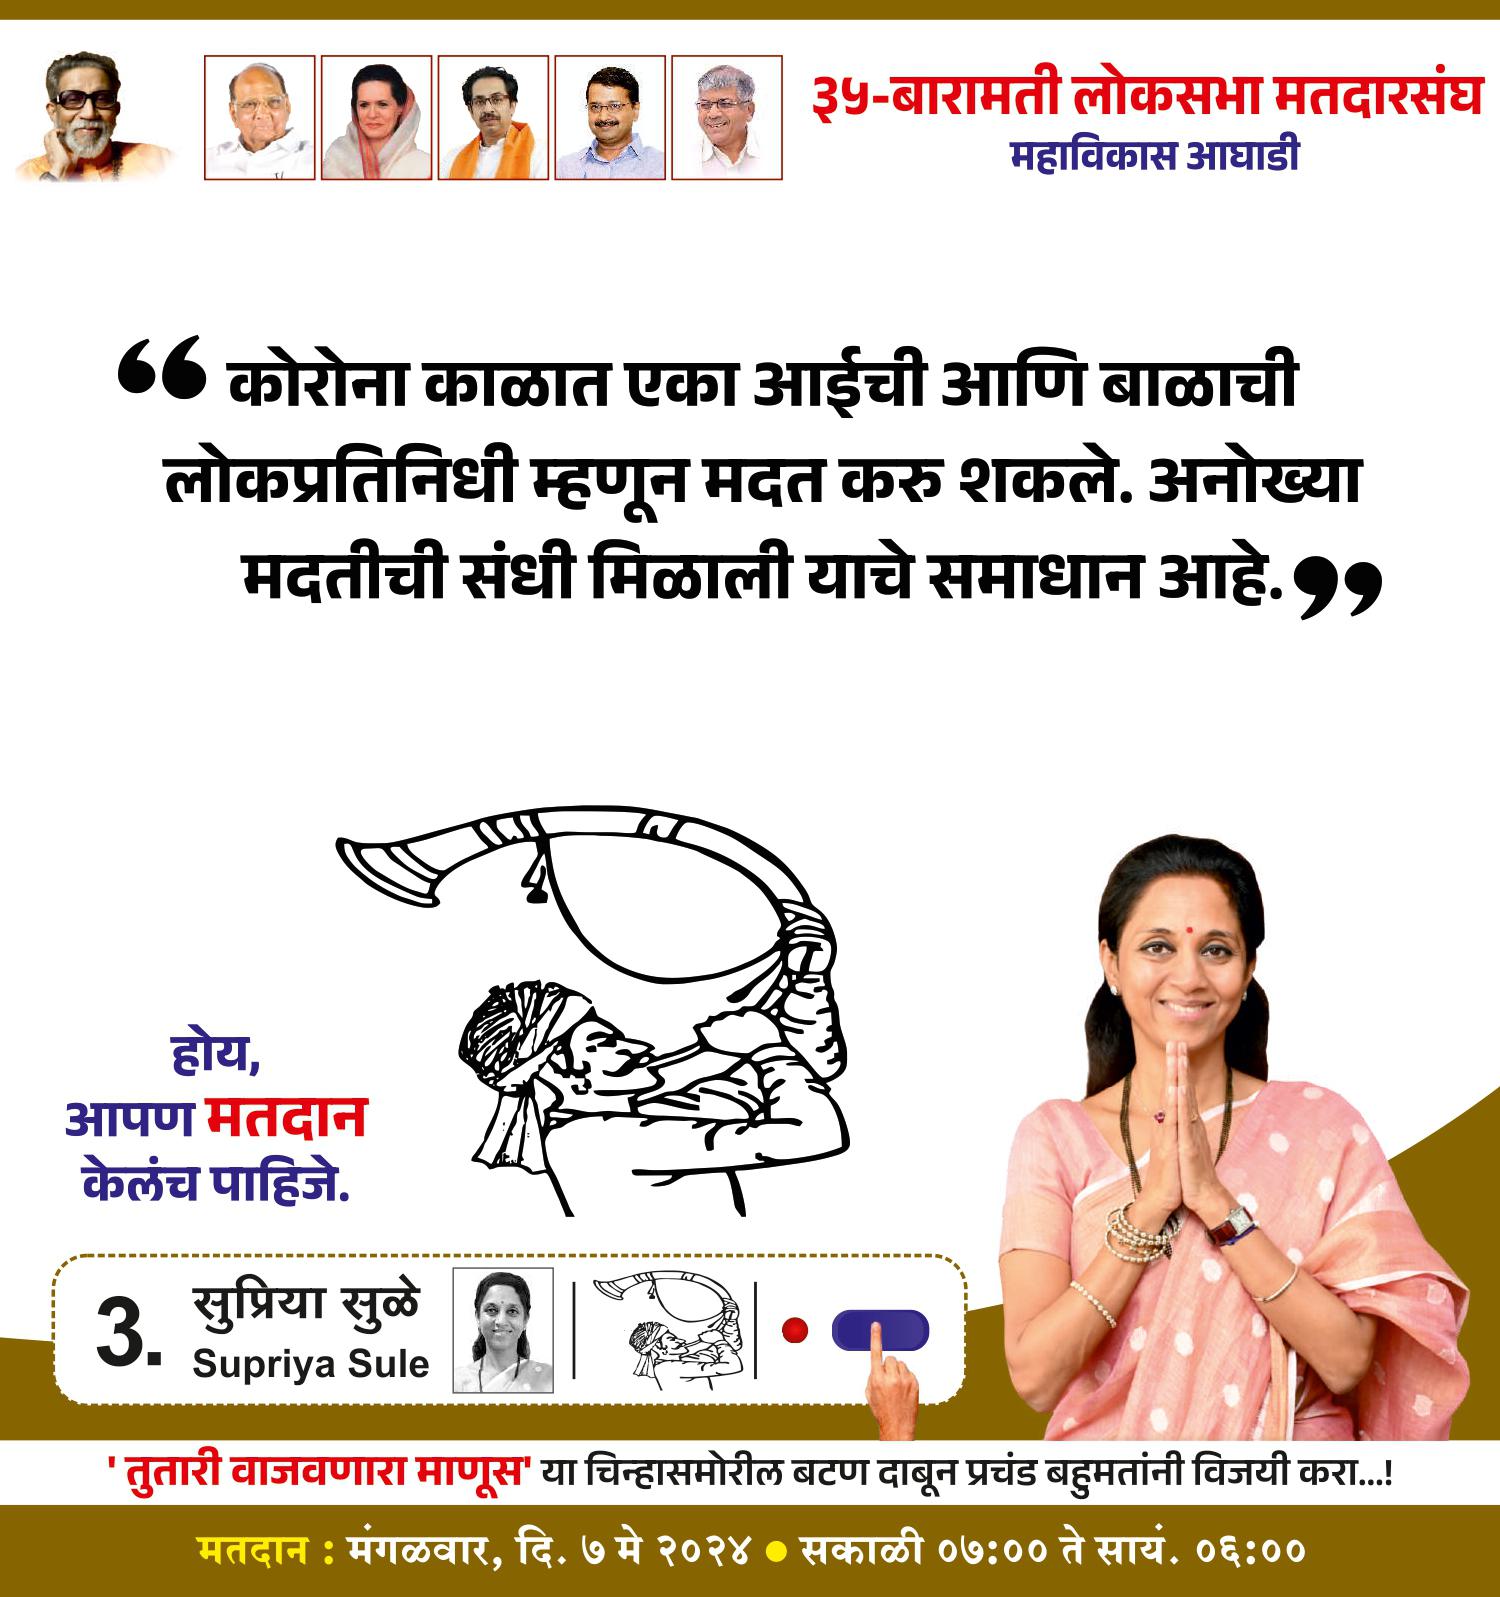 ३५-बारामती लोकसभा मतदारसंघ
महाविकास आघाडी
“ कोरोना काळात एका आईची आणि बाळाची
लोकप्रतिनिधी म्हणून मदत करु शकले. अनोख्या
मदतीची संधी मिळाली याचे समाधान आहे. ”
होय,
आपण मतदान
केलंच पाहिजे.
3. सुप्रिया सुळे
Supriya Sule
' तुतारी वाजवणारा माणूस' या चिन्हासमोरील बटण दाबून प्रचंड बहुमतांनी विजयी करा...!
मतदान : मंगळवार, दि. ७ मे २०२४ ● सकाळी ०७:०० ते सायं. ०६:००